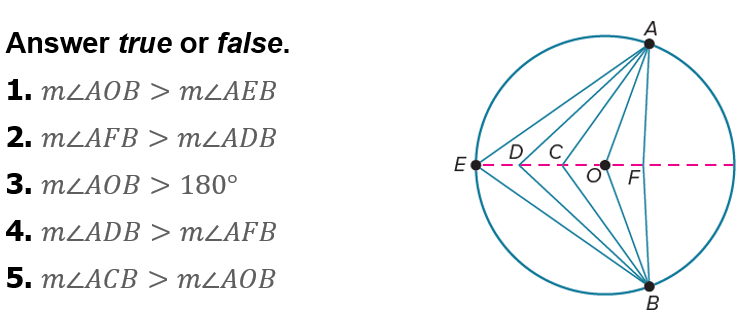 Answer true or false.
1. m∠AOB > m∠AEB
2. m∠AFB > m∠ADB
3. m∠AOB > 180°
4. m∠ADB > m∠AFB
5. m∠ACB > m∠AOB
A
E D C O F
B